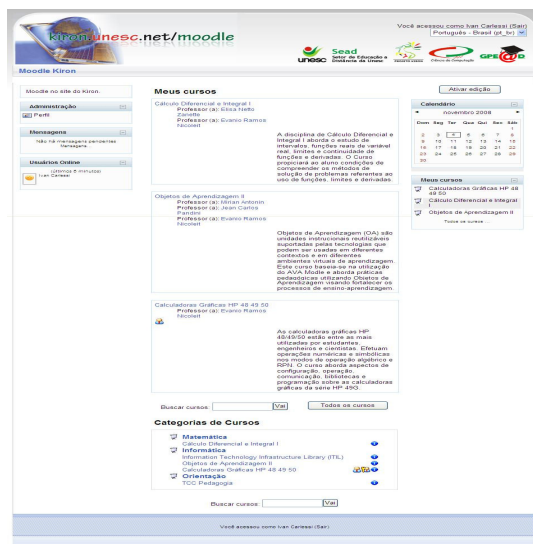 Você acessou como Ivan Carlessi (Sair)
Português - Brasil (pt_br)
kiron.unesc.net/moodle
unesc
Sead
Setor de Educação a
Distância da Unesc
Ciência da Computação
GPE@D
Moodle Kiron
Moodle no site do Kiron.
Administração
Perfil
Mensagens
Não há mensagens pendentes
Mensagens...
Usuários Online
(últimos 5 minutos)
Ivan Carlessi
Meus cursos
Cálculo Diferencial e Integral I
Professor (a): Elisa Netto
Zanette
Professor (a): Evanio Ramos
Nicoleit
A disciplina de Cálculo Diferencial e
Integral I aborda o estudo de
intervalos, funções reais de variável
real, limites e continuidade de
funções e derivadas. O Curso
propiciará ao aluno condições de
compreender os métodos de
solução de problemas referentes ao
uso de funções, limites e derivadas.
Objetos de Aprendizagem II
Professor (a): Mirian Antonin
Professor (a): Jean Carlos
Pandini
Professor (a): Evanio Ramos
Nicoleit
Objetos de Aprendizagem (OA) são
unidades instrucionais reutilizáveis
suportadas pelas tecnologias que
podem ser usadas em diferentes
contextos e em diferentes
ambientes virtuais de aprendizagem.
Este curso baseia-se na utilização
do AVA Modle e aborda práticas
pedagógicas utilizando Objetos de
Aprendizagem visando fortalecer os
processos de ensino-aprendizagem.
Calculadoras Gráficas HP 48 49 50
Professor (a): Evanio Ramos
Nicoleit
As calculadoras gráficas HP
48/49/50 estão entre as mais
utilizadas por estudantes,
engenheiros e cientistas. Efetuam
operações numéricas e simbólicas
nos modos de operação algébrico e
RPN. O curso aborda aspectos de
configuração, operação,
comunicação, bibliotecas e
programação sobre as calculadoras
gráficas da série HP 49G.
Buscar cursos: Vai Todos os cursos
Categorias de Cursos
Matemática
Cálculo Diferencial e Integral I
Informática
Information Technology Infrastructure Library (ITIL)
Objetos de Aprendizagem II
Calculadoras Gráficas HP 48 49 50
Orientação
TCC Pedagogia
Buscar cursos: Vai
Ativar edição
Calendário
novembro 2008
Dom Seg Ter Qua Qui Sex Sáb
1
2 3 4 5 6 7 8
9 10 11 12 13 14 15
16 17 18 19 20 21 22
23 24 25 26 27 28 29
30
Meus cursos
Calculadoras Gráficas HP 48
49 50
Cálculo Diferencial e Integral
I
Objetos de Aprendizagem II
Todos os cursos ...
Você acessou como Ivan Carlessi (Sair)